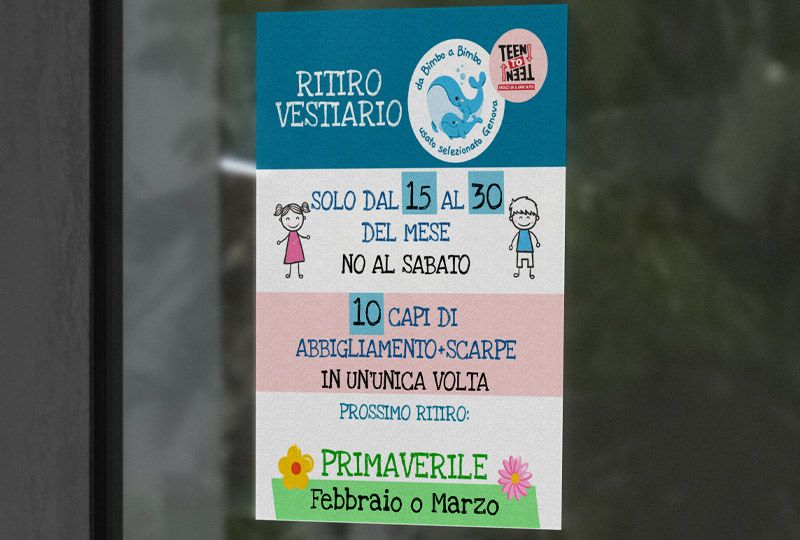 RITIRO
VESTIARIO
da Bimbo a Bimbo
usato selezionato Genova
TEEN
TO
TEEN
SOLO DAL 15 AL 30
DEL MESE
NO AL SABATO
10 CAPI DI
ABBIGLIAMENTO+SCARPE
IN UN'UNICA VOLTA
PROSSIMO RITIRO:
PRIMAVERILE
Febbraio o Marzo